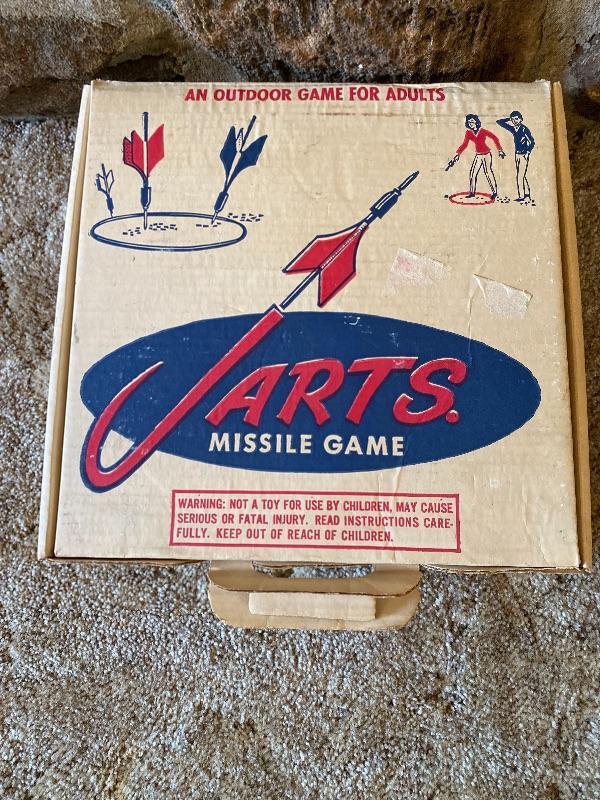 AN OUTDOOR GAME FOR ADULTS
JARTS.
MISSILE GAME
WARNING: NOT A TOY FOR USE BY CHILDREN, MAY CAUSE
SERIOUS OR FATAL INJURY. READ INSTRUCTIONS CARE-
FULLY. KEEP OUT OF REACH OF CHILDREN.